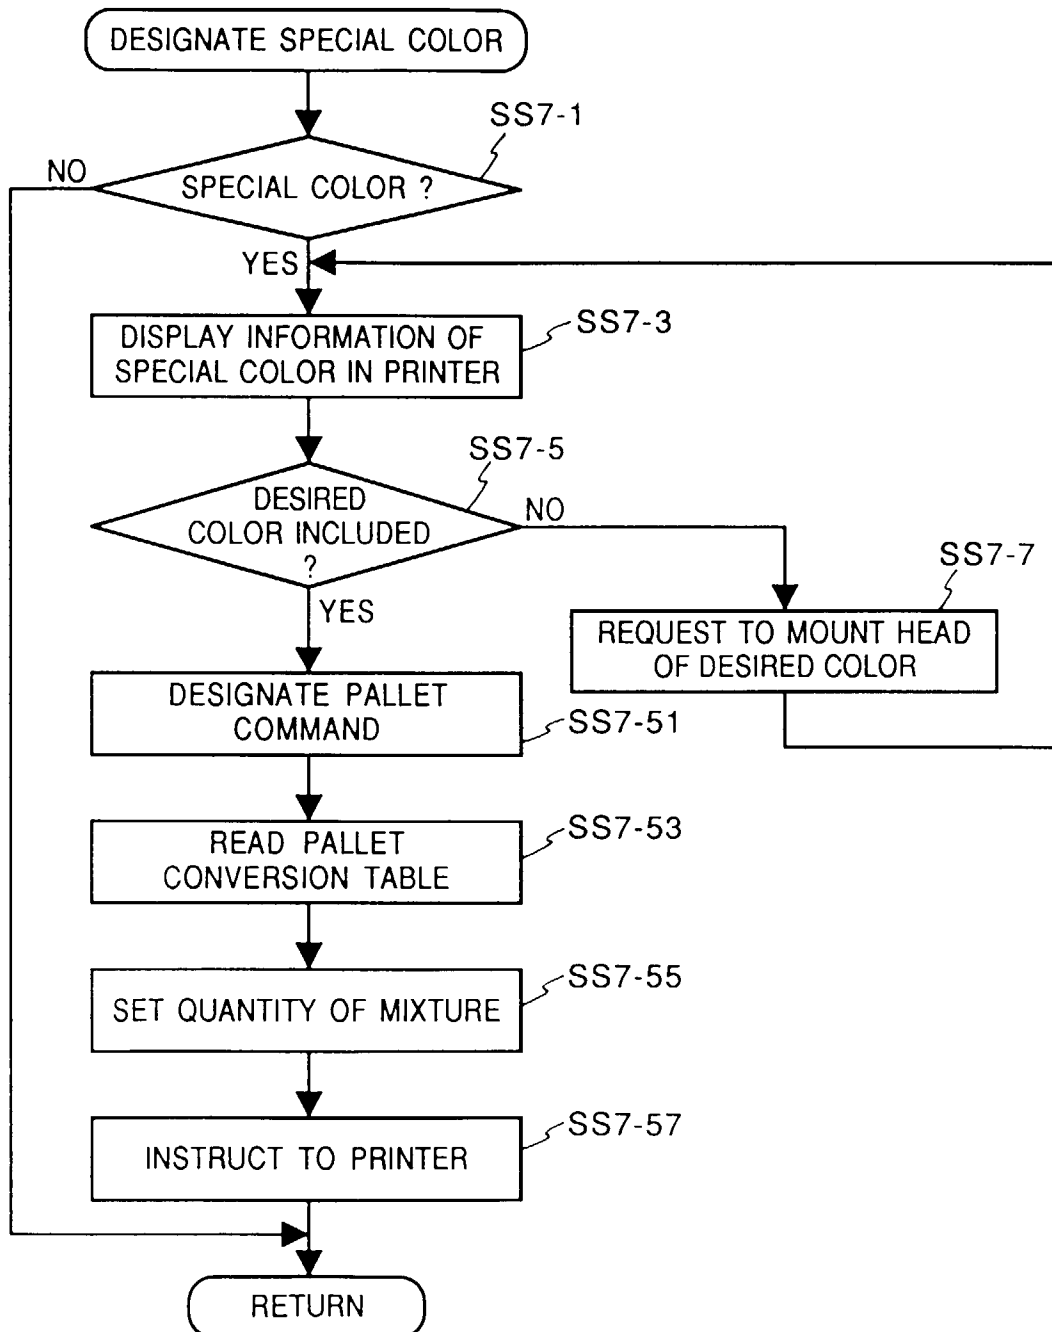 DESIGNATE SPECIAL COLOR
SS7-1
NO
SPECIAL COLOR ?
YES
DISPLAY INFORMATION OF
SPECIAL COLOR IN PRINTER
SS7-3
SS7-5
DESIRED
COLOR INCLUDED
?
NO
YES
SS7-7
REQUEST TO MOUNT HEAD
OF DESIRED COLOR
DESIGNATE PALLET
COMMAND
SS7-51
READ PALLET
CONVERSION TABLE
SS7-53
SET QUANTITY OF MIXTURE
SS7-55
INSTRUCT TO PRINTER
SS7-57
RETURN